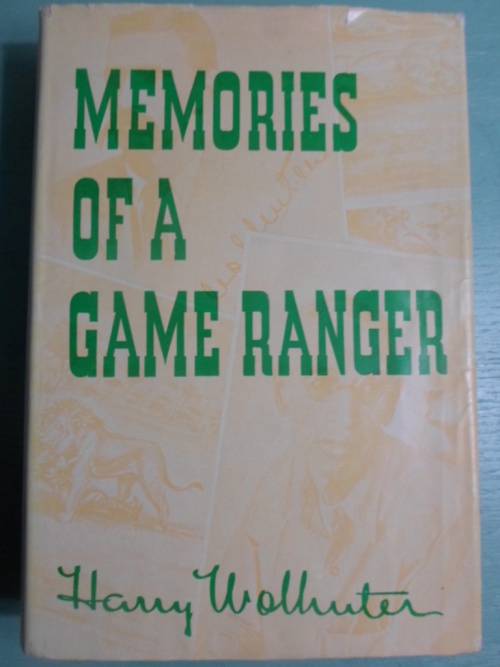 MEMORIES
OF A
GAME RANGER
Harry Wolhuter